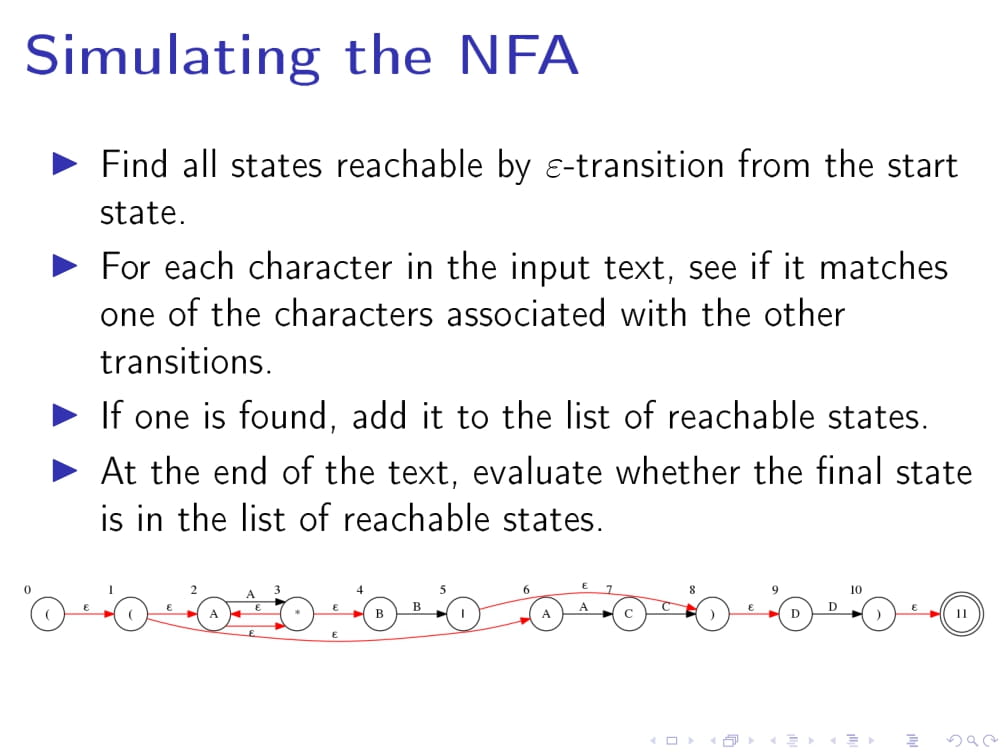 Simulating the NFA
▶ Find all states reachable by ε-transition from the start
state.
▶ For each character in the input text, see if it matches
one of the characters associated with the other
transitions.
▶ If one is found, add it to the list of reachable states.
▶ At the end of the text, evaluate whether the final state
is in the list of reachable states.
0 1 2 A 3 4 5 6 ε 7 8 9 10
( ε ( ε A ε * ε B B | A A C C ) ε D D ) ε 11
ε ε